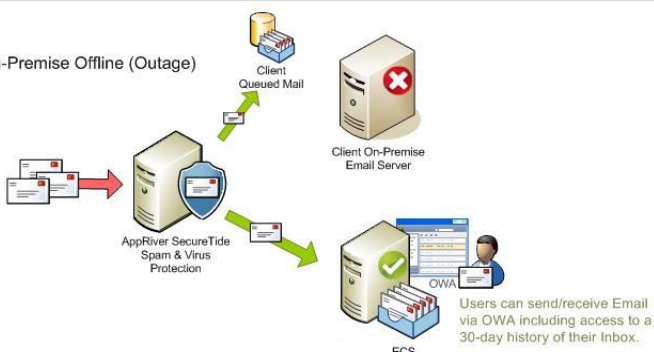 -Premise Offline (Outage)
Client
Queued Mail
Client On-Premise
Email Server
AppRiver SecureTide
Spam & Virus
Protection
OWA
Users can send/receive Email
via OWA including access to a
30-day history of their Inbox.
ECS